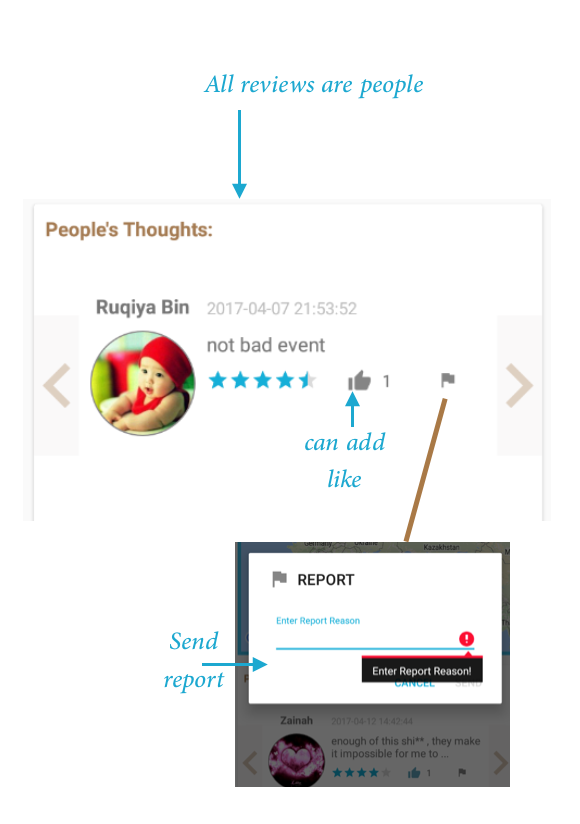 All reviews are people
People's Thoughts:
Ruqiya Bin 2017-04-07 21:53:52
not bad event
1
can add
like
Kazakhstan
REPORT
Enter Report Reason
Send
report
Enter Report Reason!
CANCEL SEND
Zainah 2017-04-12 14:43:44
enough of this shi** , they make
it impossible for me to ...
1